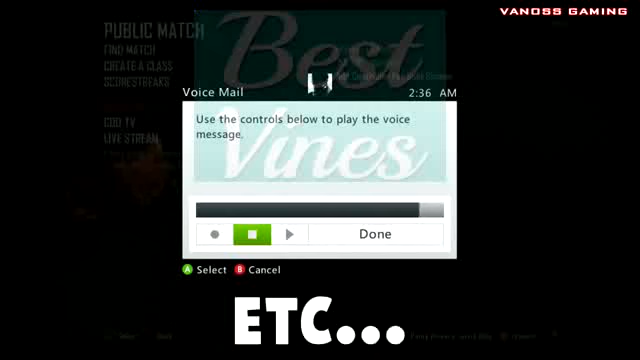 VANOSS GAMING
PUBLIC MATCH
FIND MATCH
CREATE A CLASS
SCORESTREAKS
COD TV
LIVE STREAM
Best
Vines
Voice Mail
2:36 AM
Use the controls below to play the voice
message.
Done
A Select B Cancel
ETC...